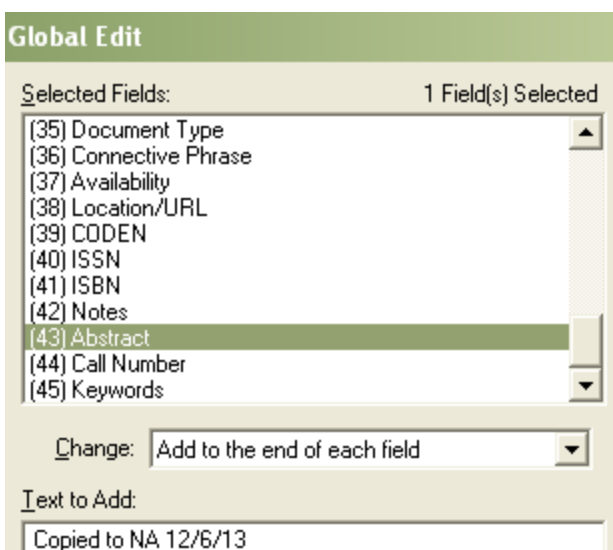 Global Edit
Selected Fields: 1 Field(s) Selected
(35) Document Type
(36) Connective Phrase
(37) Availability
(38) Location/URL
(39) CODEN
(40) ISSN
(41) ISBN
(42) Notes
(43) Abstract
(44) Call Number
(45) Keywords
Change: Add to the end of each field
Text to Add:
Copied to NA 12/6/13